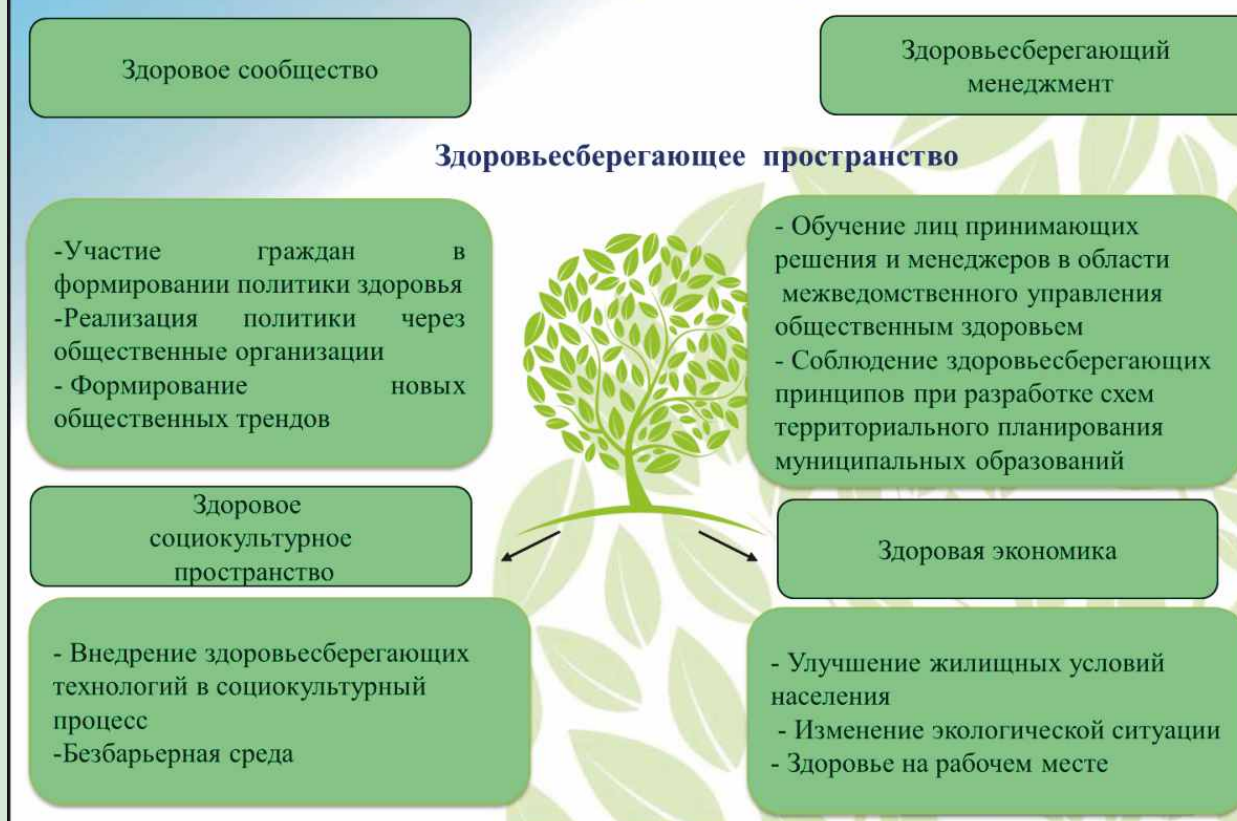 Здоровое сообщество
Здоровьесберегающий
менеджмент
Здоровьесберегающее пространство
-Участие граждан в
формировании политики здоровья
-Реализация политики через
общественные организации
- Формирование новых
общественных трендов
- Обучение лиц принимающих
решения и менеджеров в области
межведомственного управления
общественным здоровьем
- Соблюдение здоровьесберегающих
принципов при разработке схем
территориального планирования
муниципальных образований
Здоровое
социокультурное
пространство
Здоровая экономика
- Внедрение здоровьесберегающих
технологий в социокультурный
процесс
-Безбарьерная среда
- Улучшение жилищных условий
населения
- Изменение экологической ситуации
- Здоровье на рабочем месте